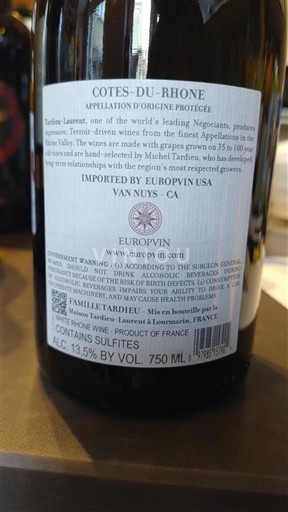 COTES-DU-RHONE
APPELLATION D'ORIGINE PROTÉGÉE
Tardieu-Laurent, one of the world's leading Négociants, produces
expressive, Terroir-driven wines from the finest Appellations in the
Rhône Valley. The wines are made with grapes grown on 35 to 100 year
old vines and are hand-selected by Michel Tardieu, who has developed
long-term relationships with the region's most respected growers.
IMPORTED BY EUROPVIN USA
VAN NUYS - CA
EUROPVIN
www.europvin.com
GOVERNMENT WARNING : (1) ACCORDING TO THE SURGEON GENERAL,
WOMEN SHOULD NOT DRINK ALCOHOLIC BEVERAGES DURING
PREGNANCY BECAUSE OF THE RISK OF BIRTH DEFECTS. (2) CONSUMPTION
OF ALCOHOLIC BEVERAGES IMPAIRS YOUR ABILITY TO DRIVE A CAR
OR OPERATE MACHINERY, AND MAY CAUSE HEALTH PROBLEMS.
FAMILLE TARDIEU - Mis en bouteille par la
Maison Tardieu-Laurent à Lourmarin, FRANCE
WHITE RHONE WINE - PRODUCT OF FRANCE
CONTAINS SULFITES
ALC. 13,5% BY VOL. 750 ML